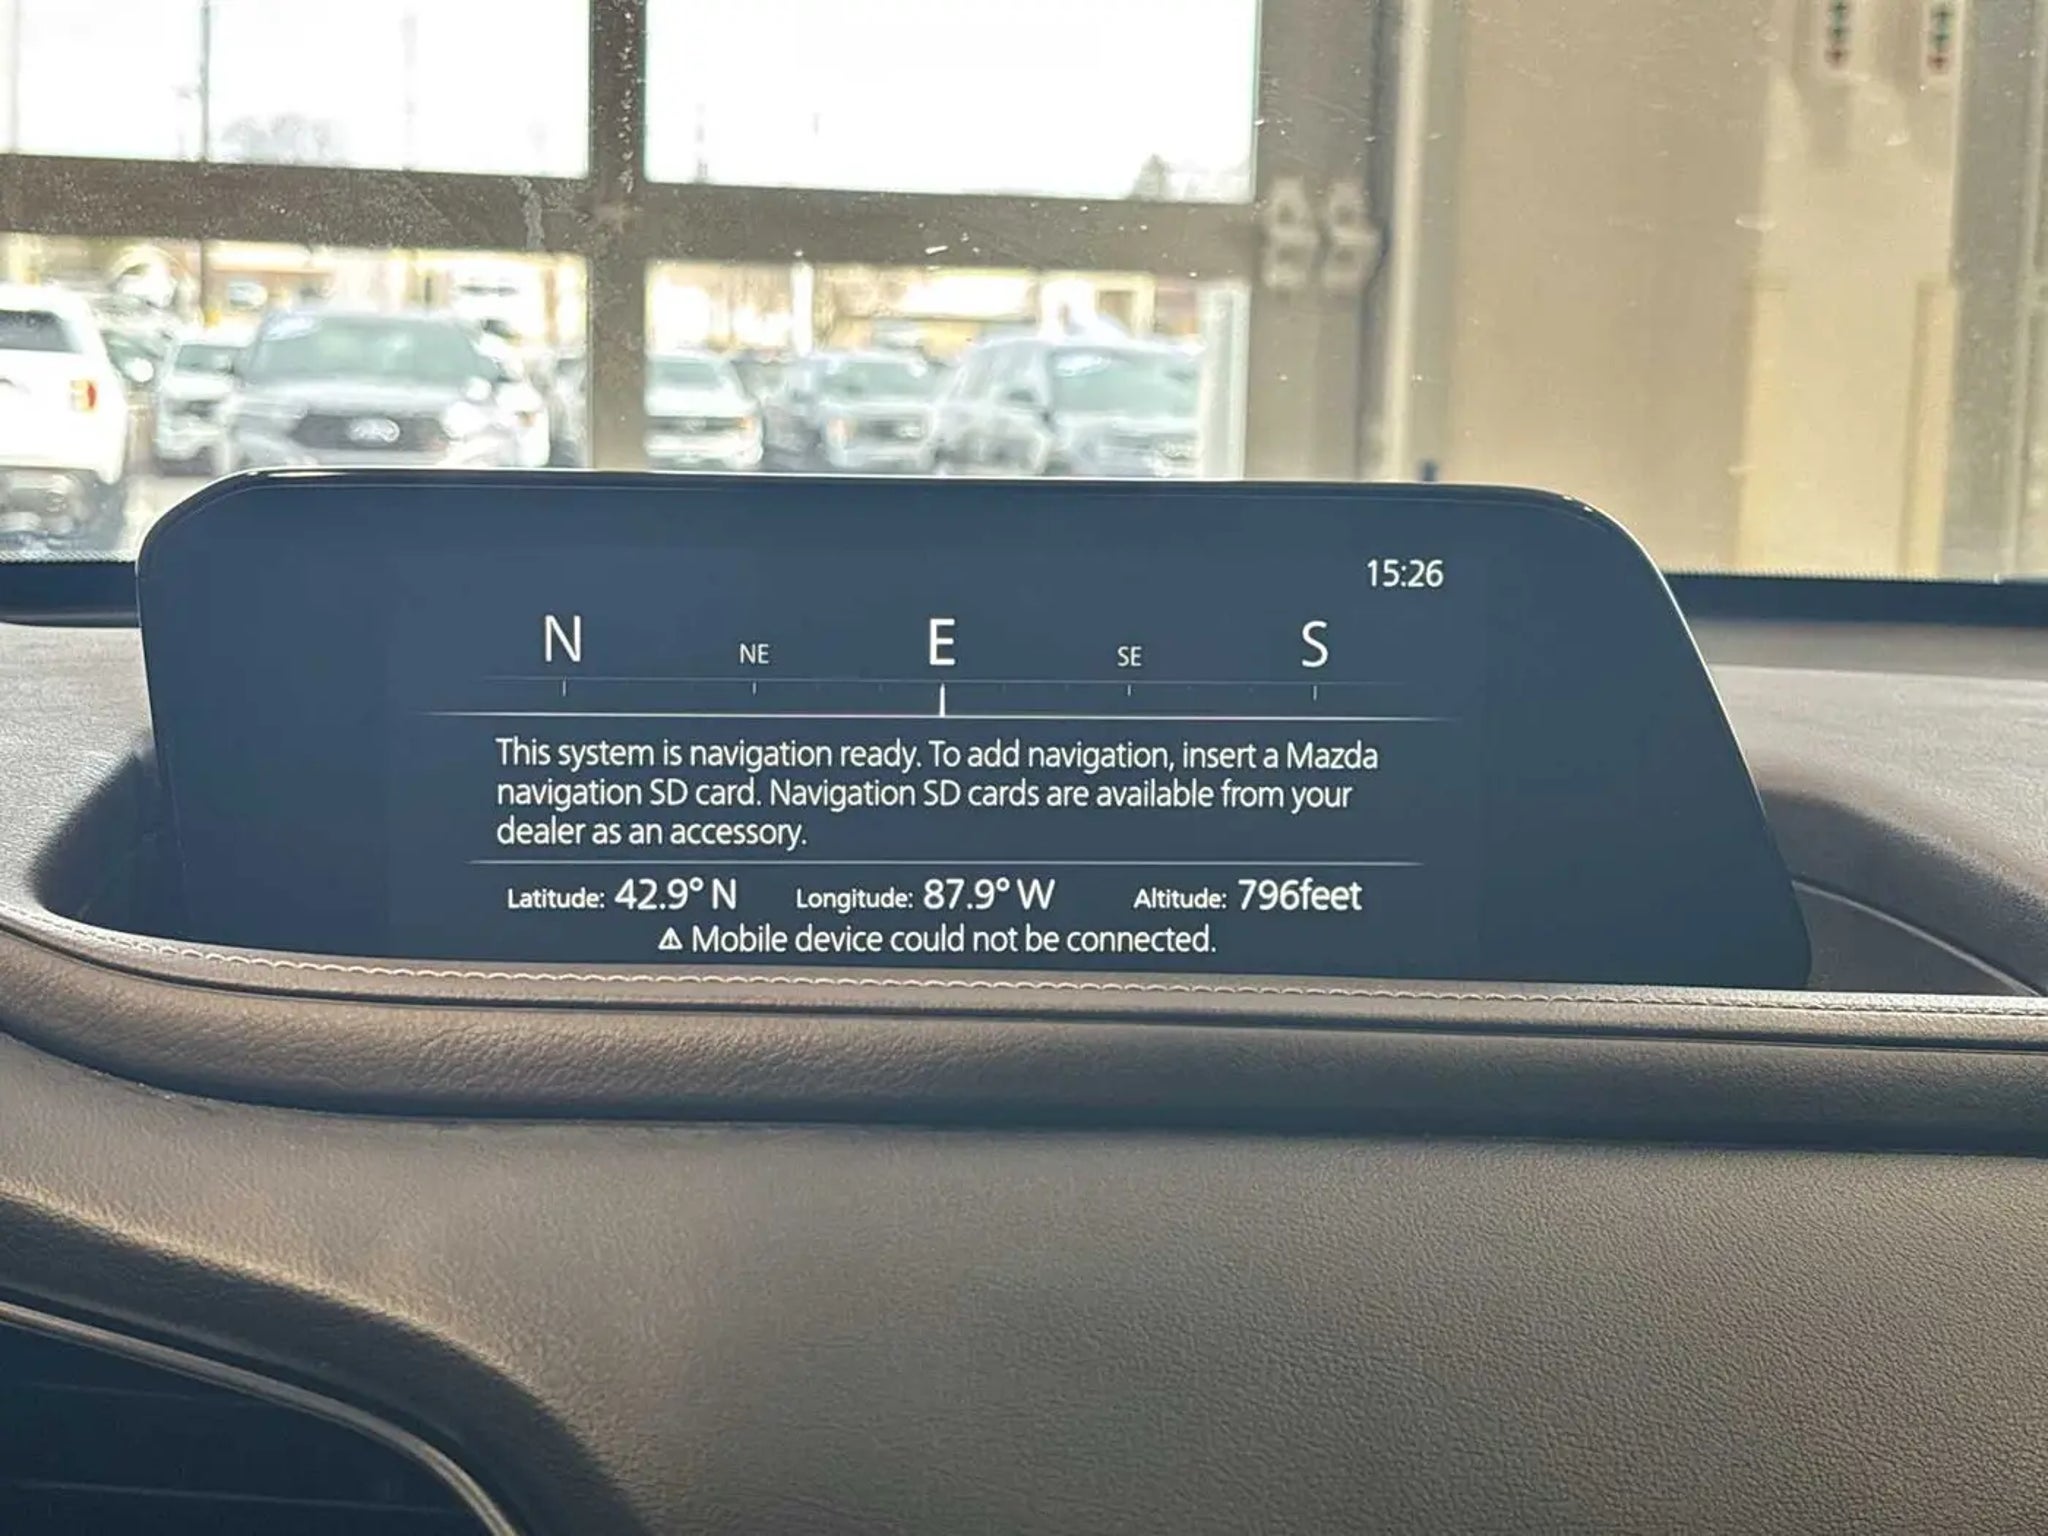 15:26
N NE E SE S
This system is navigation ready. To add navigation, insert a Mazda
navigation SD card. Navigation SD cards are available from your
dealer as an accessory.
Latitude: 42.9° N Longitude: 87.9° W Altitude: 796feet
⚠ Mobile device could not be connected.